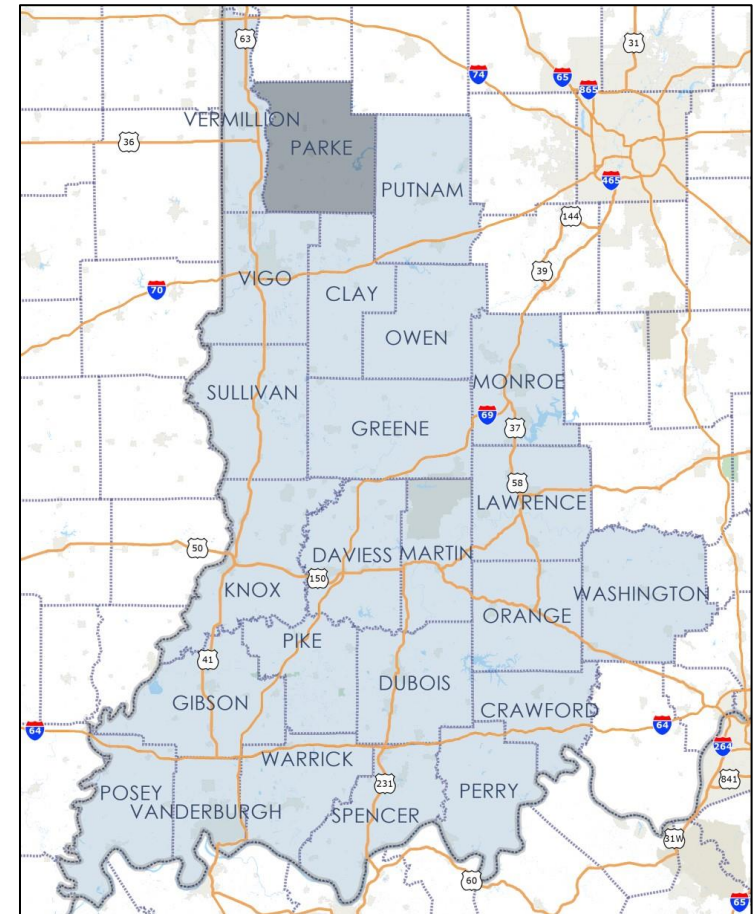 63
31
74
65
865
VERMILLION
36
PARKE
465
PUTNAM
144
39
VIGO
70
CLAY
OWEN
SULLIVAN
MONROE
69
GREENE
37
58
LAWRENCE
50
DAVIESS
MARTIN
150
KNOX
WASHINGTON
ORANGE
PIKE
41
DUBOIS
GIBSON
CRAWFORD
64
64
264
WARRICK
POSEY
231
PERRY
841
VANDERBURGH
SPENCER
31W
60
65